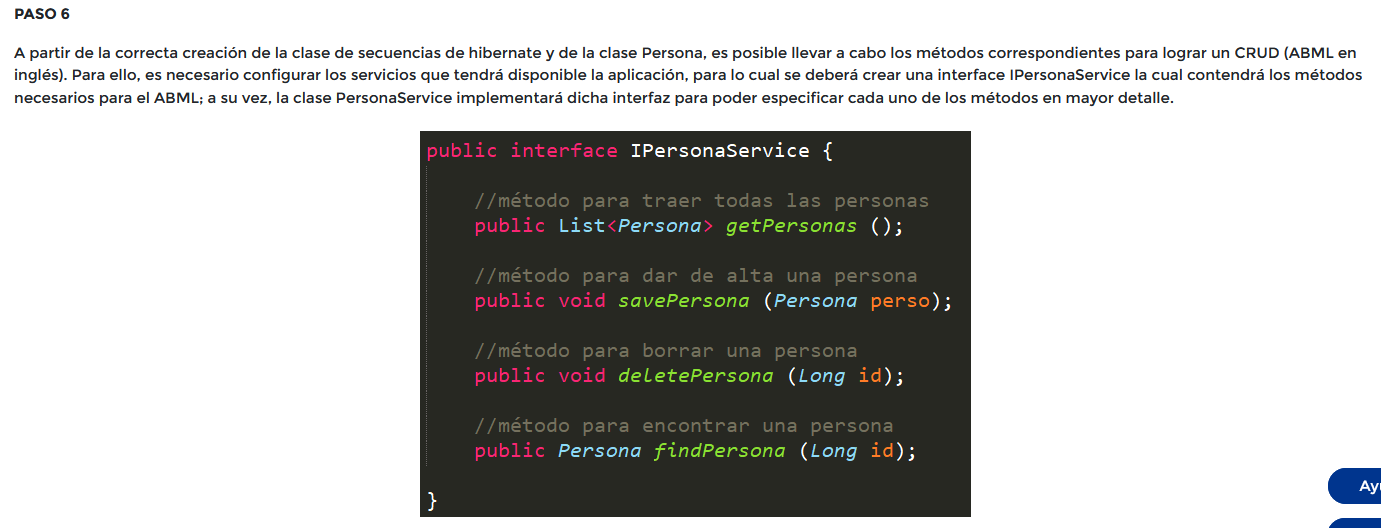 PASO 6
A partir de la correcta creación de la clase de secuencias de hibernate y de la clase Persona, es posible llevar a cabo los métodos correspondientes para lograr un CRUD (ABML en
inglés). Para ello, es necesario configurar los servicios que tendrá disponible la aplicación, para lo cual se deberá crear una interface IPersonaService la cual contendrá los métodos
necesarios para el ABML; a su vez, la clase PersonaService implementará dicha interfaz para poder especificar cada uno de los métodos en mayor detalle.
public interface IPersonaService {
//método para traer todas las personas
public List<Persona> getPersonas ();
//método para dar de alta una persona
public void savePersona (Persona perso);
//método para borrar una persona
public void deletePersona (Long id);
//método para encontrar una persona
public Persona findPersona (Long id);
}